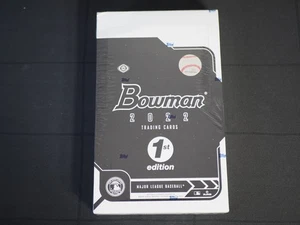 Bowman®
2022
TRADING CARDS
1st
edition
MAJOR LEAGUE BASEBALL®